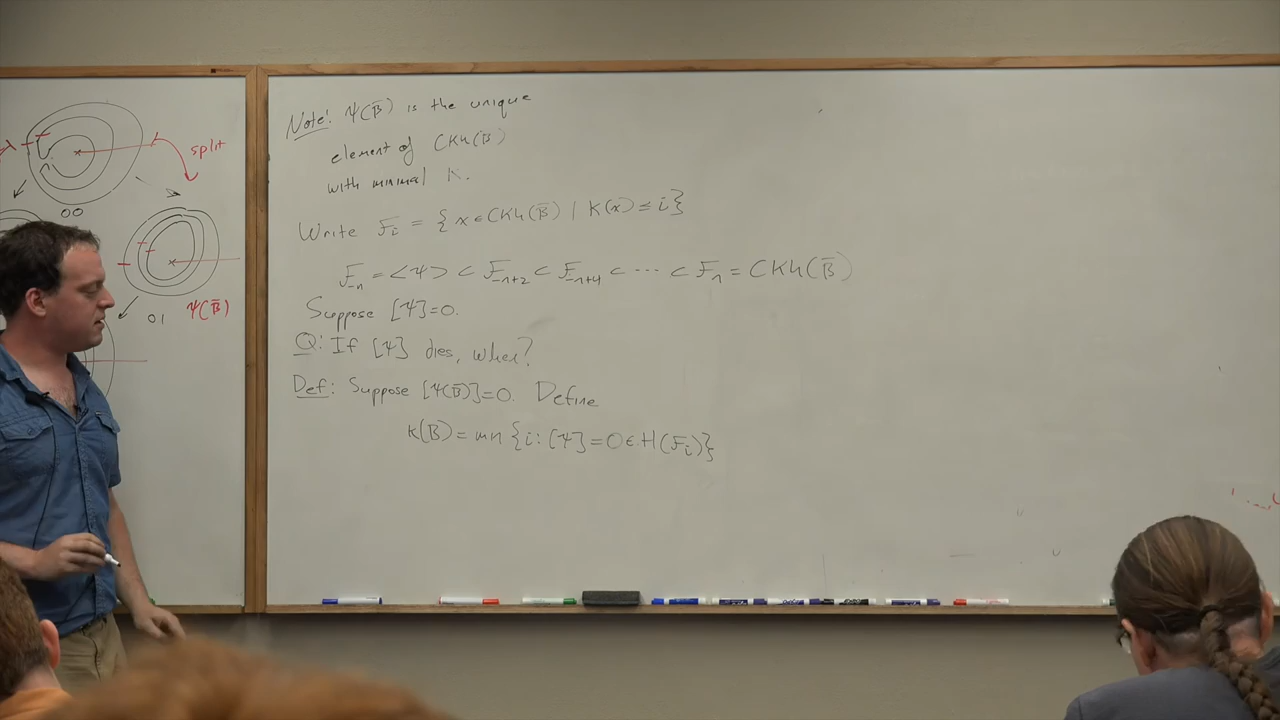 λ
split
00
01
Ψ(B̄)
Note: Ψ(B̄) is the unique
element of CKh(B̄)
with minimal K.
Write F_i = {x ∈ CKh(B̄) | K(x) ≤ i}
F_-n = <Ψ> ⊂ F_-n+2 ⊂ F_-n+4 ⊂ ⋯ ⊂ F_n = CKh(B̄)
Suppose [Ψ]=0.
Q: If [Ψ] dies, when?
Def: Suppose [Ψ(B̄)]=0. Define
K(B) = min {i : [Ψ] = 0 ∈ H(F_i)}